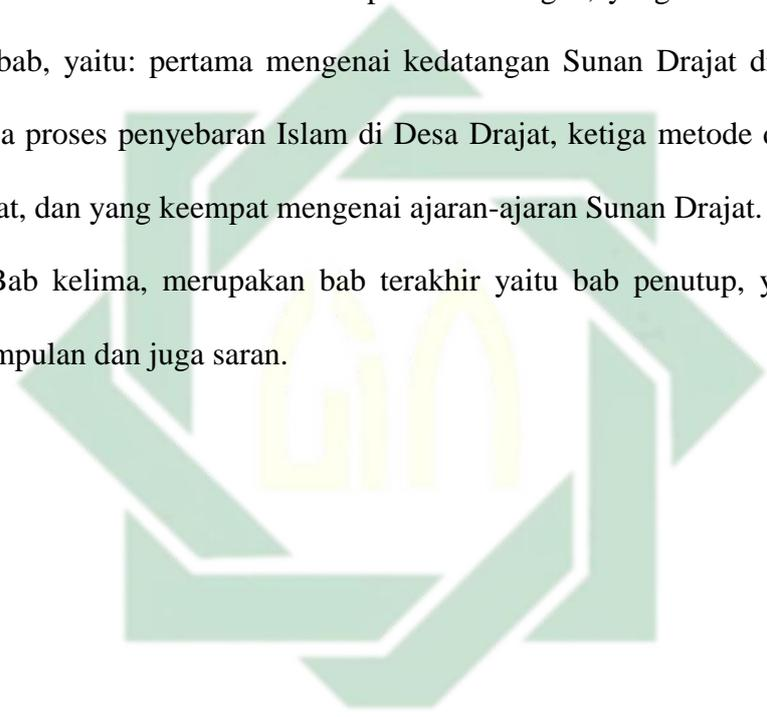 bab, yaitu: pertama mengenai kedatangan Sunan Drajat di
a proses penyebaran Islam di Desa Drajat, ketiga metode
at, dan yang keempat mengenai ajaran-ajaran Sunan Drajat.
Bab kelima, merupakan bab terakhir yaitu bab penutup,
mpulan dan juga saran.